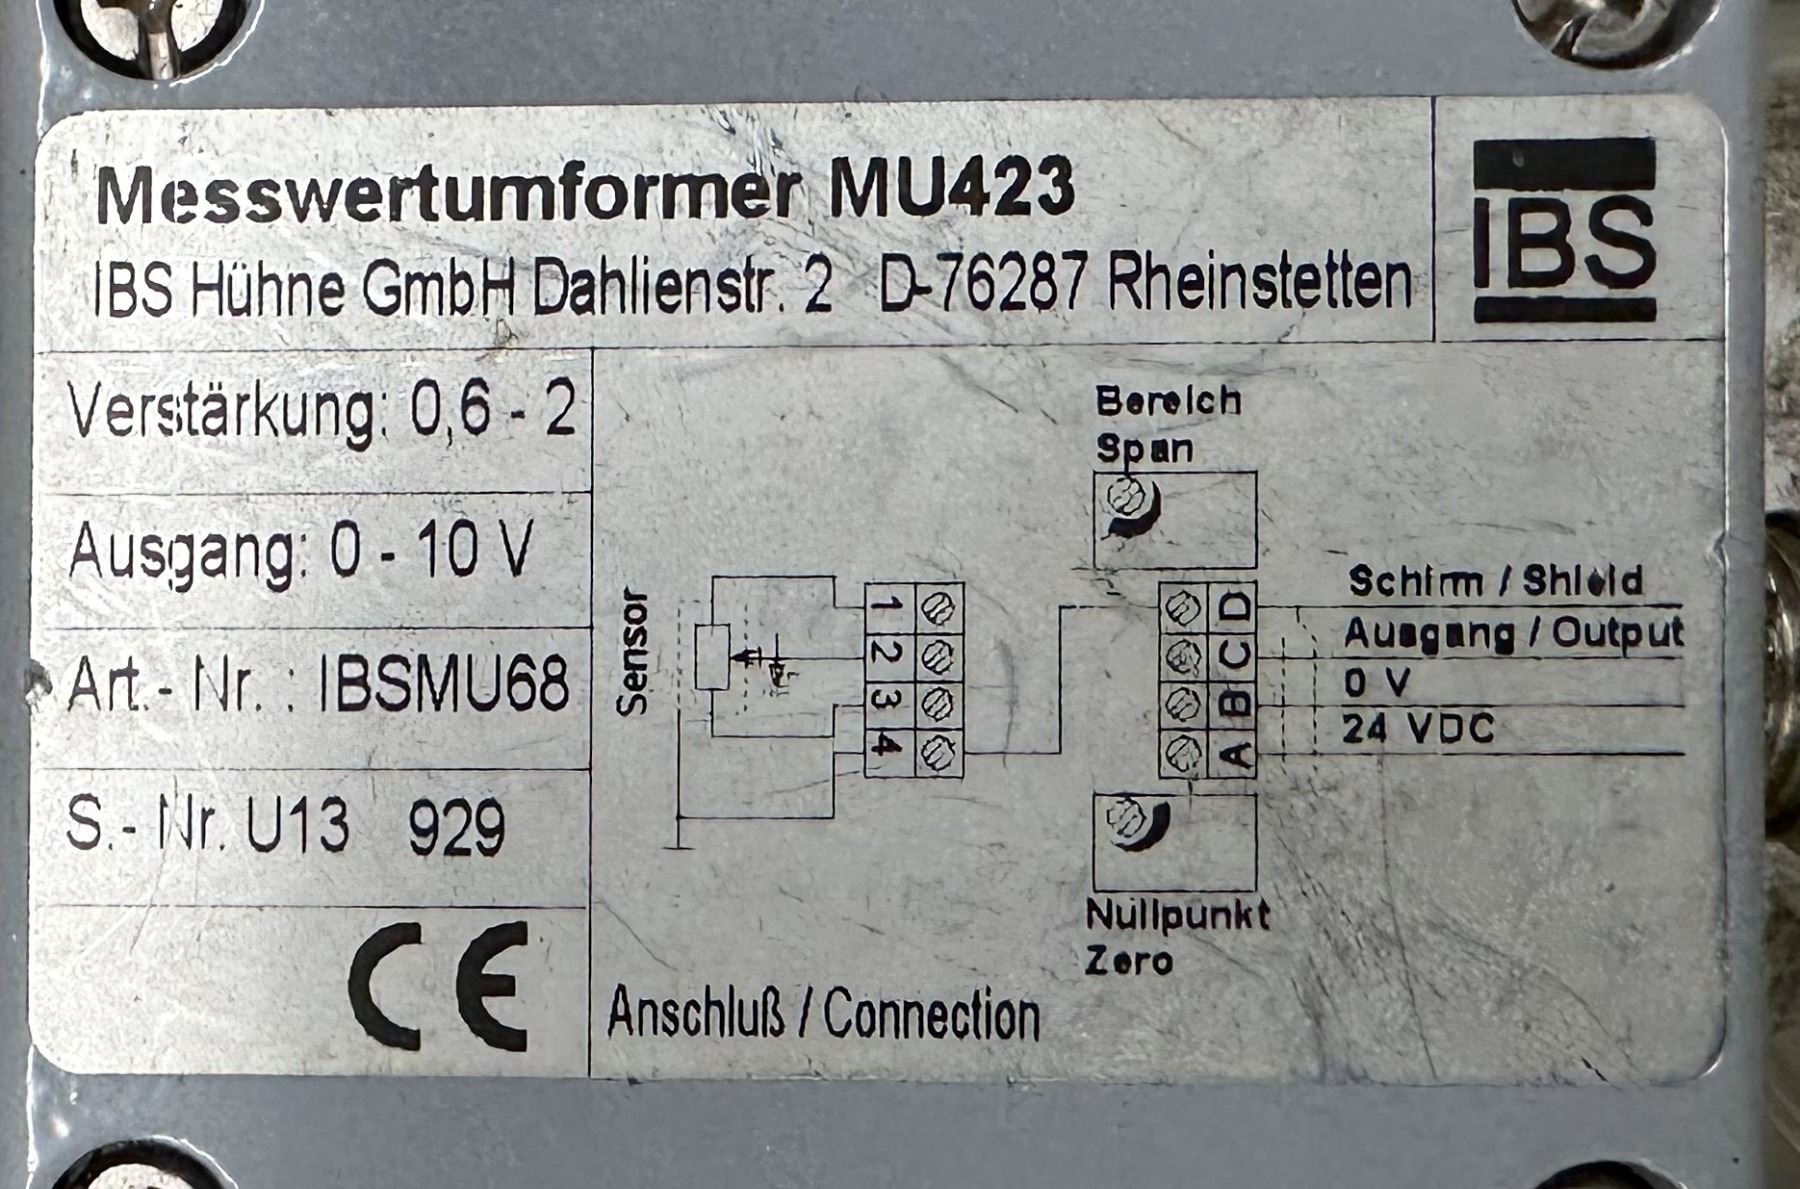 Messwertumformer MU423
IBS Hühne GmbH Dahlienstr. 2 D-76287 Rheinstetten
IBS
Verstärkung: 0,6 - 2
Ausgang: 0 - 10 V
Art.- Nr. : IBSMU68
S.- Nr. U13 929
CE
Bereich
Span
Sensor
1
2
3
4
D
C
B
A
Schirm / Shield
Ausgang / Output
0 V
24 VDC
Nullpunkt
Zero
Anschluß / Connection